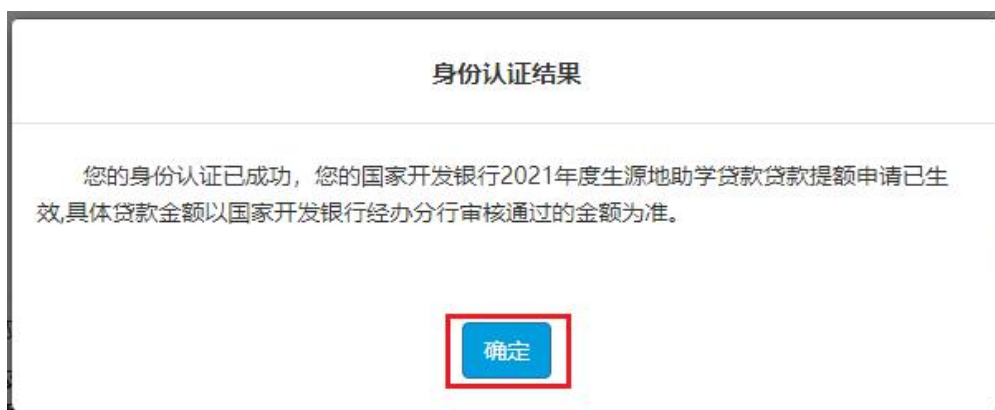 身份认证结果
您的身份认证已成功，您的国家开发银行2021年度生源地助学贷款贷款提额申请已生
效,具体贷款金额以国家开发银行经办分行审核通过的金额为准。
确定